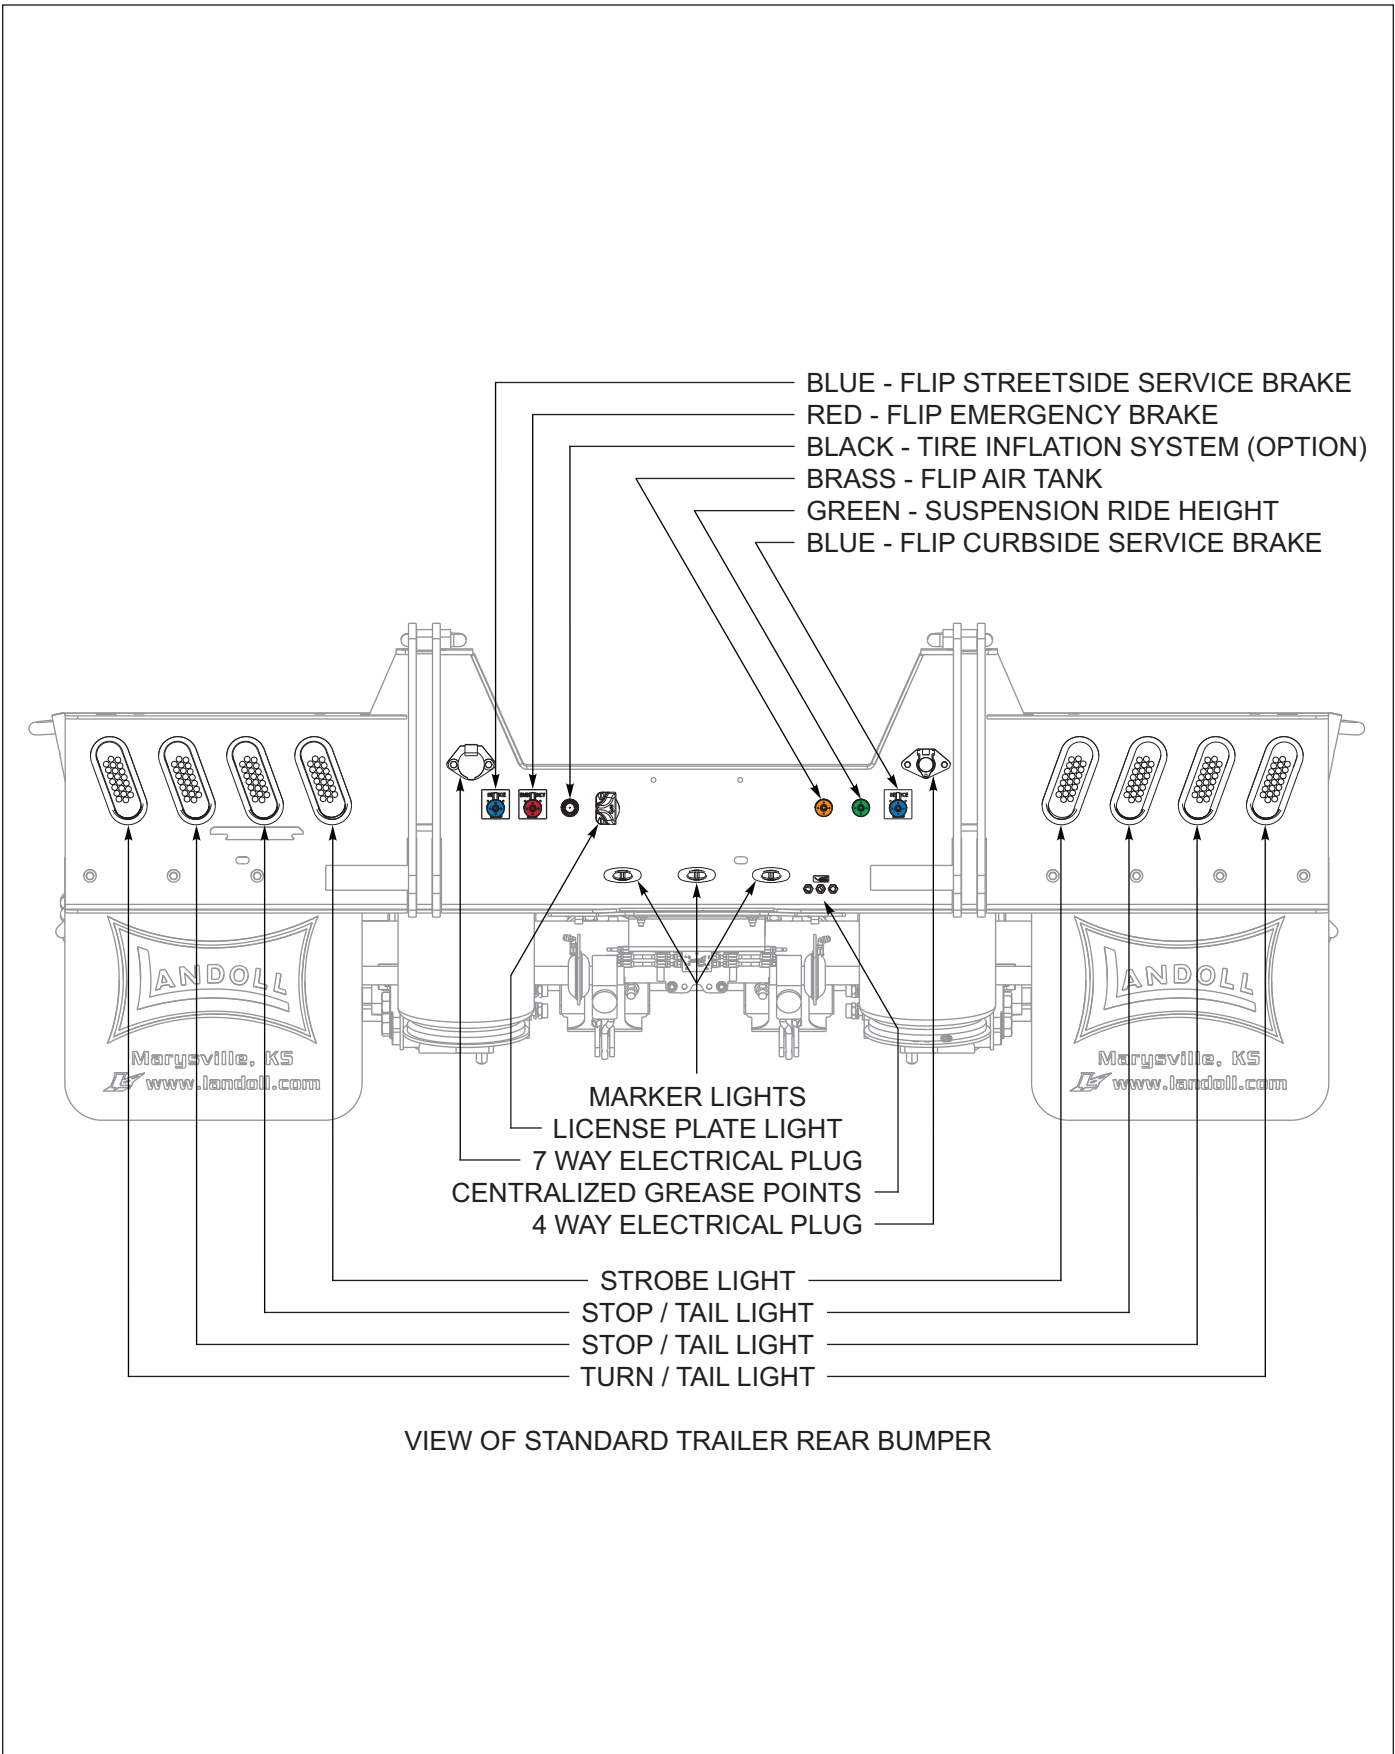 BLUE - FLIP STREETSIDE SERVICE BRAKE
RED - FLIP EMERGENCY BRAKE
BLACK - TIRE INFLATION SYSTEM (OPTION)
BRASS - FLIP AIR TANK
GREEN - SUSPENSION RIDE HEIGHT
BLUE - FLIP CURBSIDE SERVICE BRAKE
LANDOLL
Marysville, KS
www.landoll.com
LANDOLL
Marysville, KS
www.landoll.com
MARKER LIGHTS
LICENSE PLATE LIGHT
7 WAY ELECTRICAL PLUG
CENTRALIZED GREASE POINTS
4 WAY ELECTRICAL PLUG
STROBE LIGHT
STOP / TAIL LIGHT
STOP / TAIL LIGHT
TURN / TAIL LIGHT
VIEW OF STANDARD TRAILER REAR BUMPER